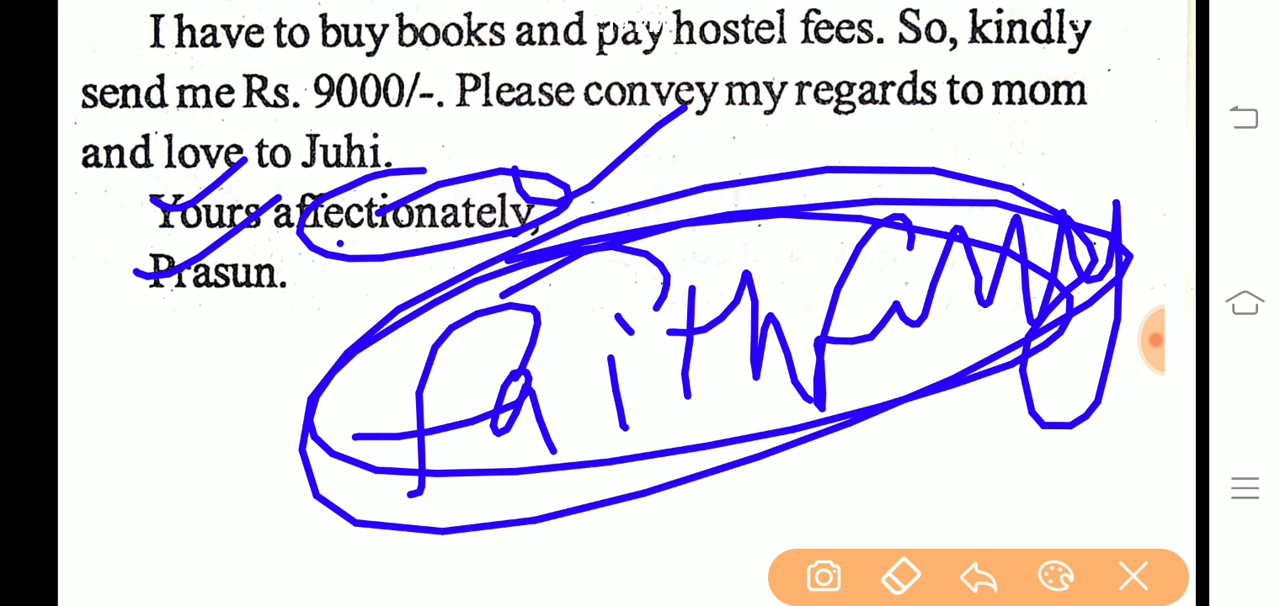 I have to buy books and pay hostel fees. So, kindly
send me Rs. 9000/-. Please convey my regards to mom
and love to Juhi.
Yours affectionately,
Prasun.
faithfully